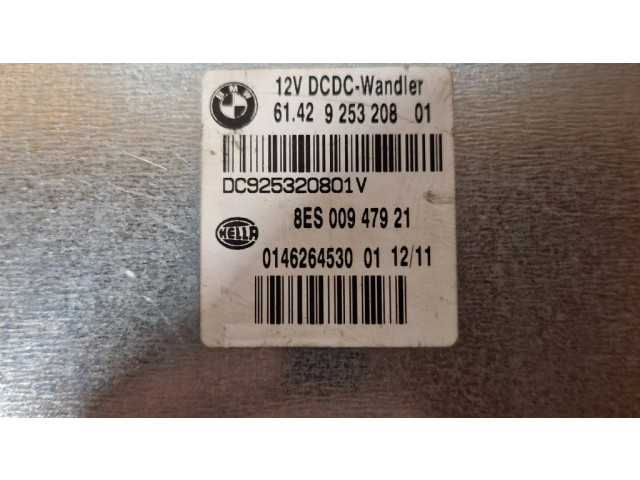 BMW
12V DCDC-Wandler
61.42 9 253 208 01
DC925320801V
8ES 009 479 21
HELLA
0146264530 01 12/11